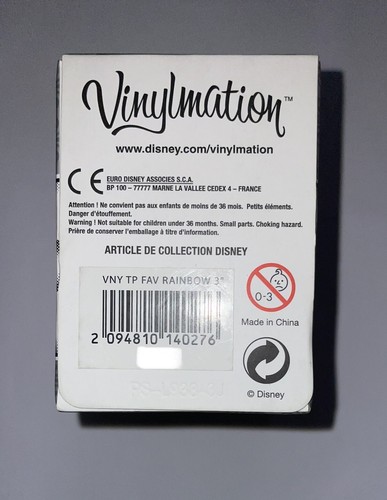 Vinylmation™
www.disney.com/vinylmation
CE EURO DISNEY ASSOCIES S.C.A.
BP 100 – 77777 MARNE LA VALLEE CEDEX 4 – FRANCE
Attention ! Ne convient pas aux enfants de moins de 36 mois. Petits éléments.
Danger d'étouffement.
Warning ! Not suitable for children under 36 months. Small parts. Choking hazard.
Prière de conserver l'emballage à titre d'information.
ARTICLE DE COLLECTION DISNEY
VNY TP FAV RAINBOW 3"
2 094810 140276
0-3
Made in China
© Disney